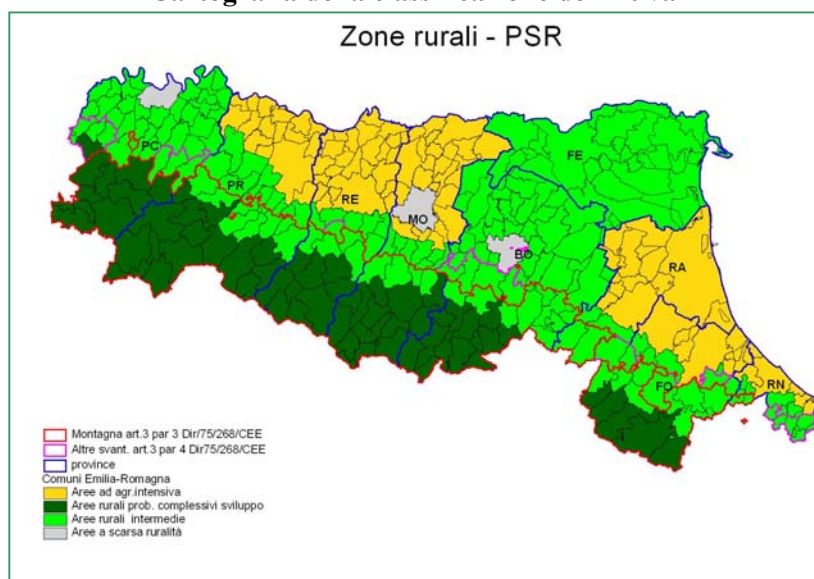 Zone rurali - PSR
PC
PR
RE
MO
FE
BO
RA
FO
RN
Montagna art.3 par 3 Dir/75/268/CEE
Altre svant. art.3 par 4 Dir75/268/CEE
province
Comuni Emilia-Romagna
Aree ad agr.intensiva
Aree rurali prob. complessivi sviluppo
Aree rurali intermedie
Aree a scarsa ruralità